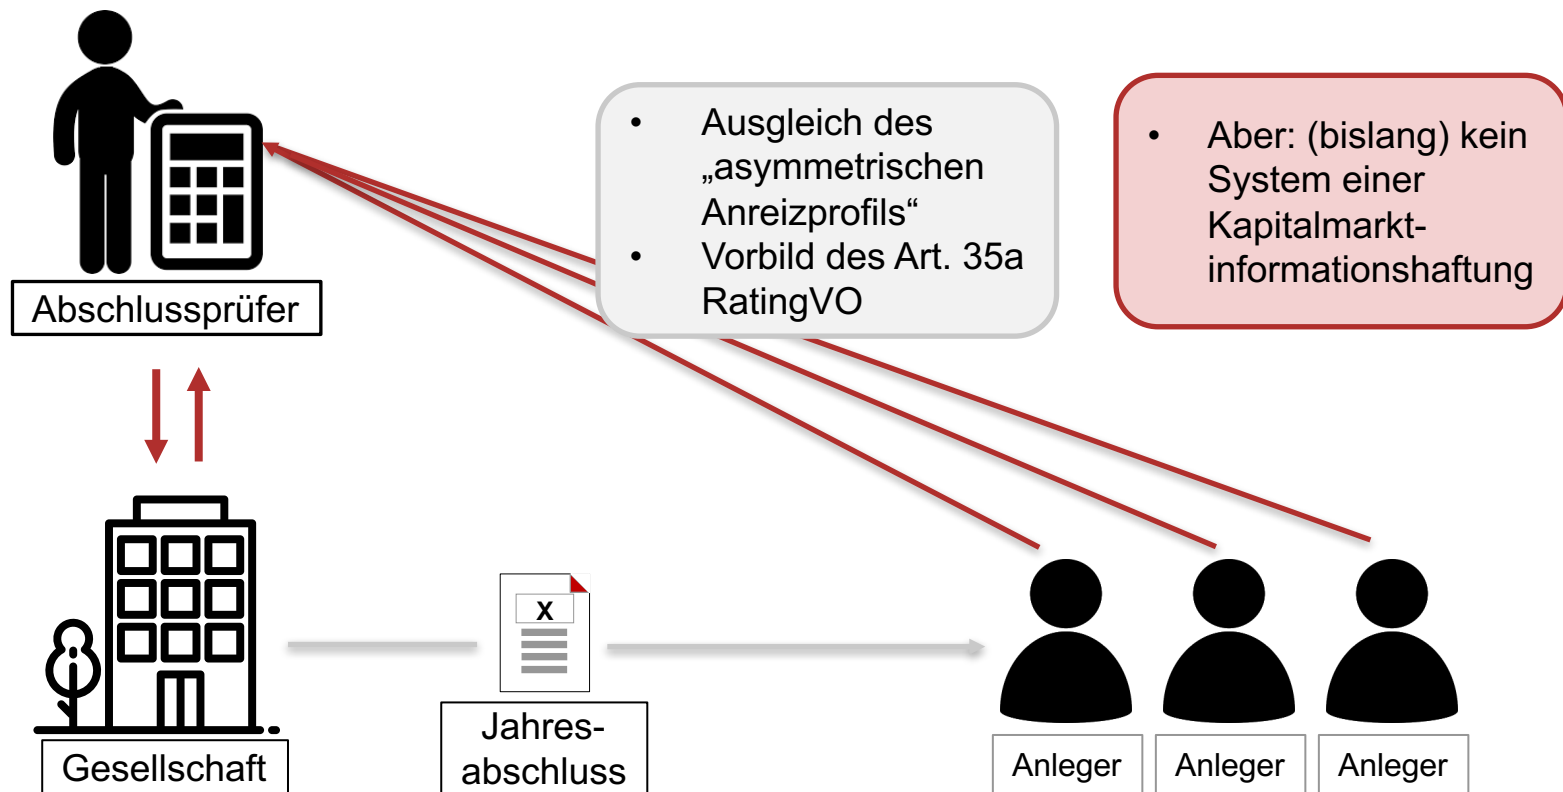 • Ausgleich des
„asymmetrischen
Anreizprofils“
• Vorbild des Art. 35a
RatingVO
• Aber: (bislang) kein
System einer
Kapitalmarkt-
informationshaftung
Abschlussprüfer
X
Gesellschaft
Jahres-
abschluss
Anleger
Anleger
Anleger